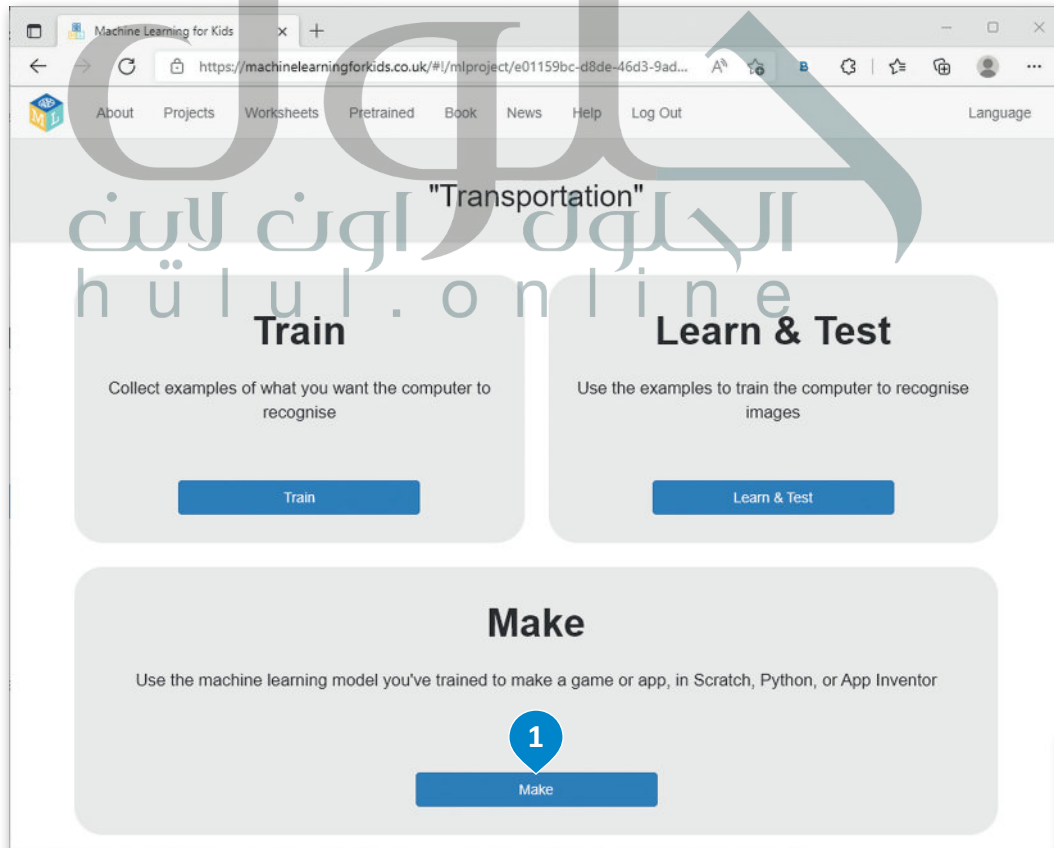 Machine Learning for Kids
https://machinelearningforkids.co.uk/#!/mlproject/e01159bc-d8de-46d3-9ad...
About Projects Worksheets Pretrained Book News Help Log Out Language
"Transportation"
حلول
الحلول اون لاين
hulul.online
Train
Collect examples of what you want the computer to
recognise
Train
Learn & Test
Use the examples to train the computer to recognise
images
Learn & Test
Make
Use the machine learning model you've trained to make a game or app, in Scratch, Python, or App Inventor
1
Make